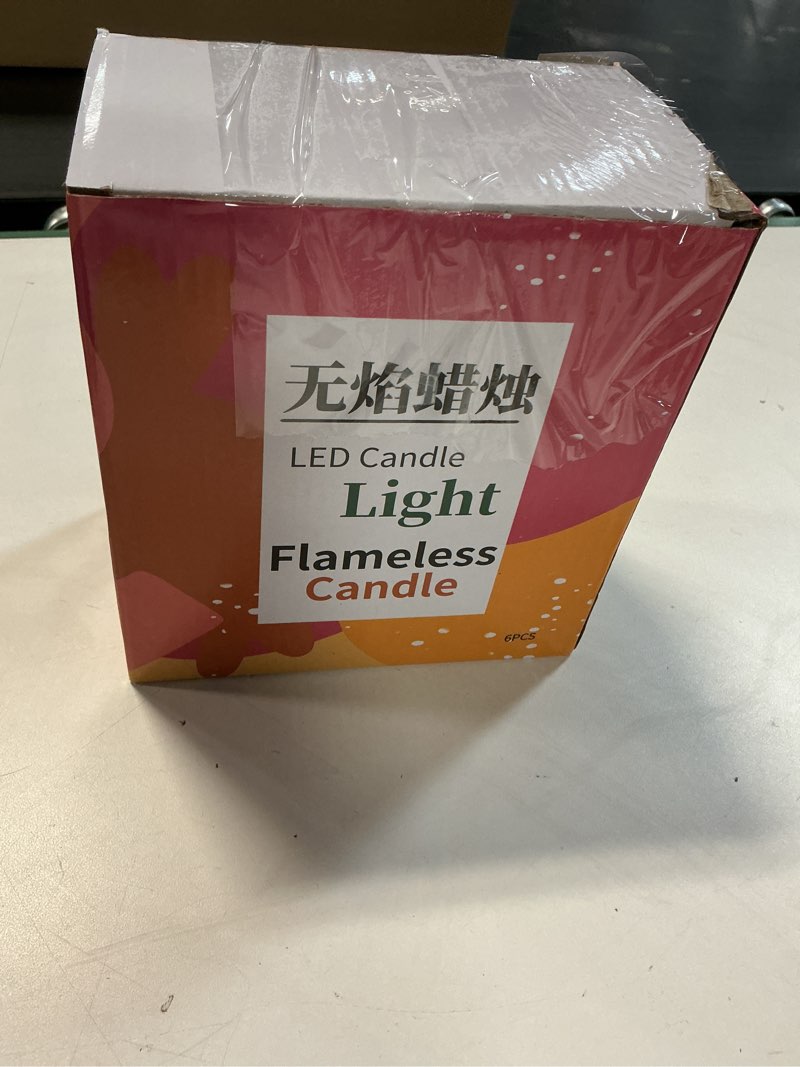 无焰蜡烛
LED Candle
Light
Flameless
Candle
6PCS